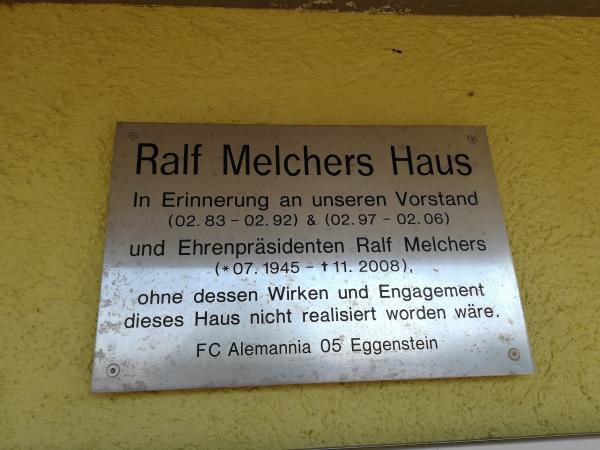 Ralf Melchers Haus
In Erinnerung an unseren Vorstand
(02. 83 - 02. 92) & (02. 97 - 02. 06)
und Ehrenpräsidenten Ralf Melchers
(*07. 1945 - †11. 2008),
ohne dessen Wirken und Engagement
dieses Haus nicht realisiert worden wäre.
FC Alemannia 05 Eggenstein